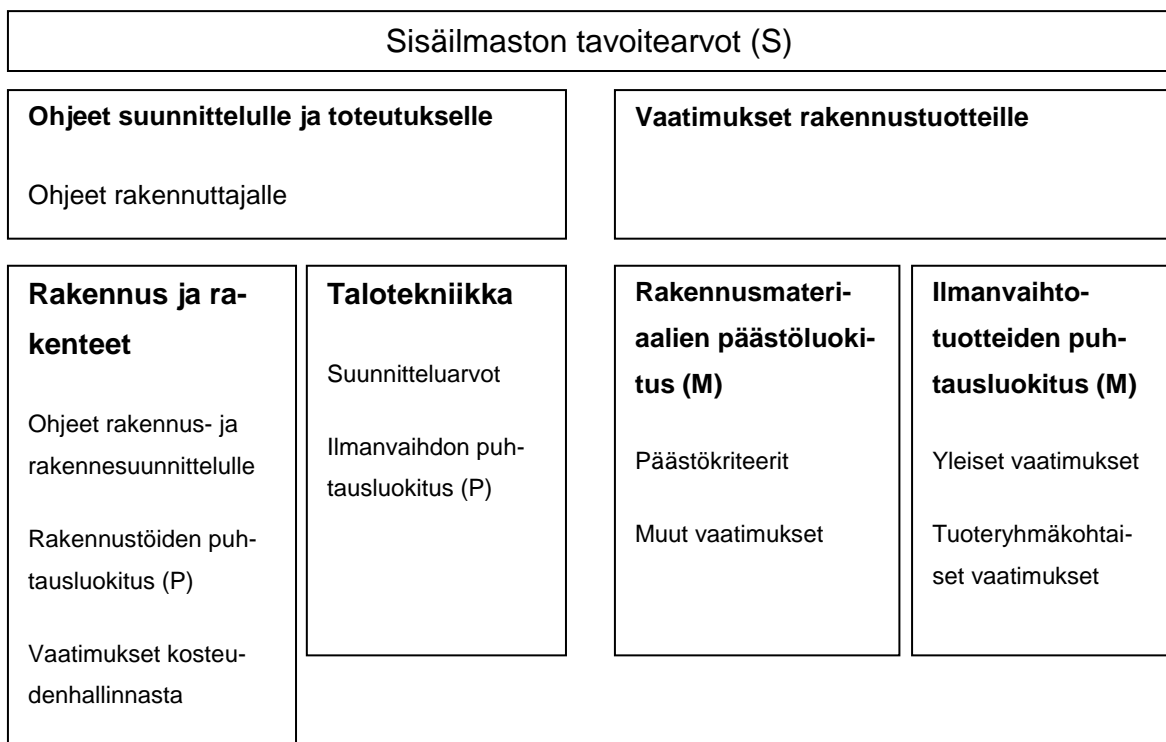 Sisäilmaston tavoitearvot (S)
Ohjeet suunnittelulle ja toteutukselle
Ohjeet rakennuttajalle
Vaatimukset rakennustuotteille
Rakennus ja ra-
kenteet
Ohjeet rakennus- ja
rakennesuunnittelulle
Rakennustöiden puh-
tausluokitus (P)
Vaatimukset kosteu-
denhallinnasta
Talotekniikka
Suunnitteluarvot
Ilmanvaihdon puh-
tausluokitus (P)
Rakennusmateri-
aalien päästöluoki-
tus (M)
Päästökriteerit
Muut vaatimukset
Ilmanvaihto-
tuotteiden puh-
tausluokitus (M)
Yleiset vaatimukset
Tuoteryhmäkohtai-
set vaatimukset